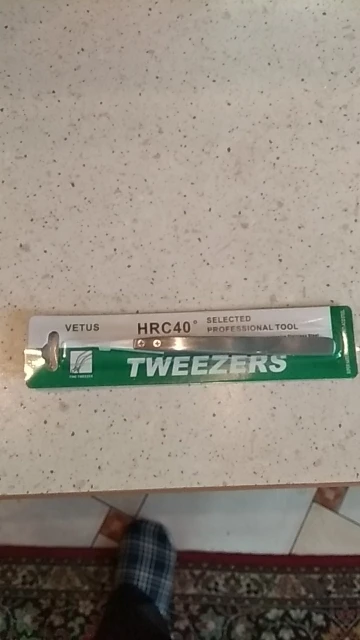 VETUS
HRC40°
SELECTED
PROFESSIONAL TOOL
TWEEZERS